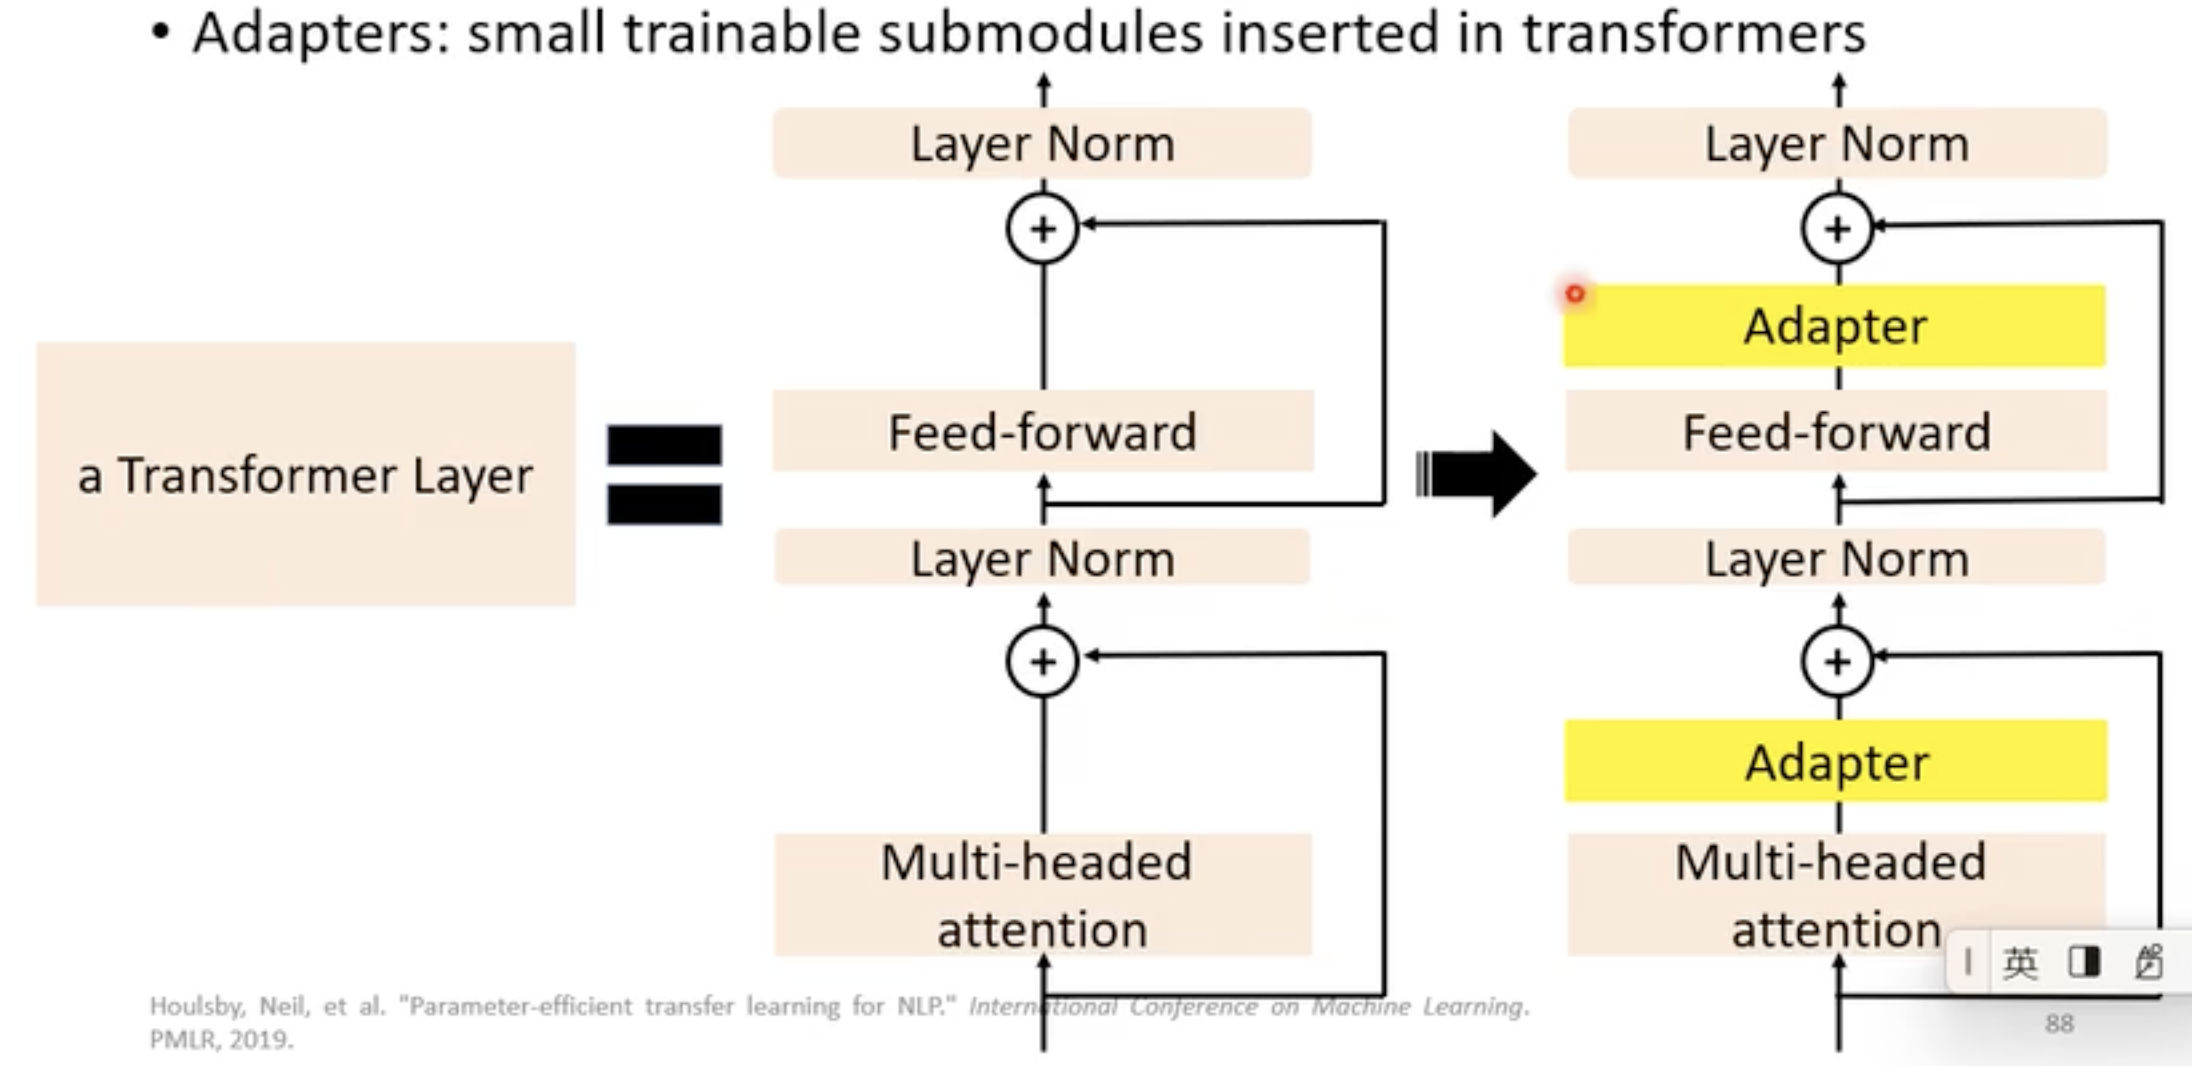 • Adapters: small trainable submodules inserted in transformers
a Transformer Layer
Layer Norm
+
Feed-forward
Layer Norm
+
Multi-headed
attention
Layer Norm
+
Adapter
Feed-forward
Layer Norm
+
Adapter
Multi-headed
attention
英
Houlsby, Neil, et al. "Parameter-efficient transfer learning for NLP." International Conference on Machine Learning.
PMLR, 2019.
88